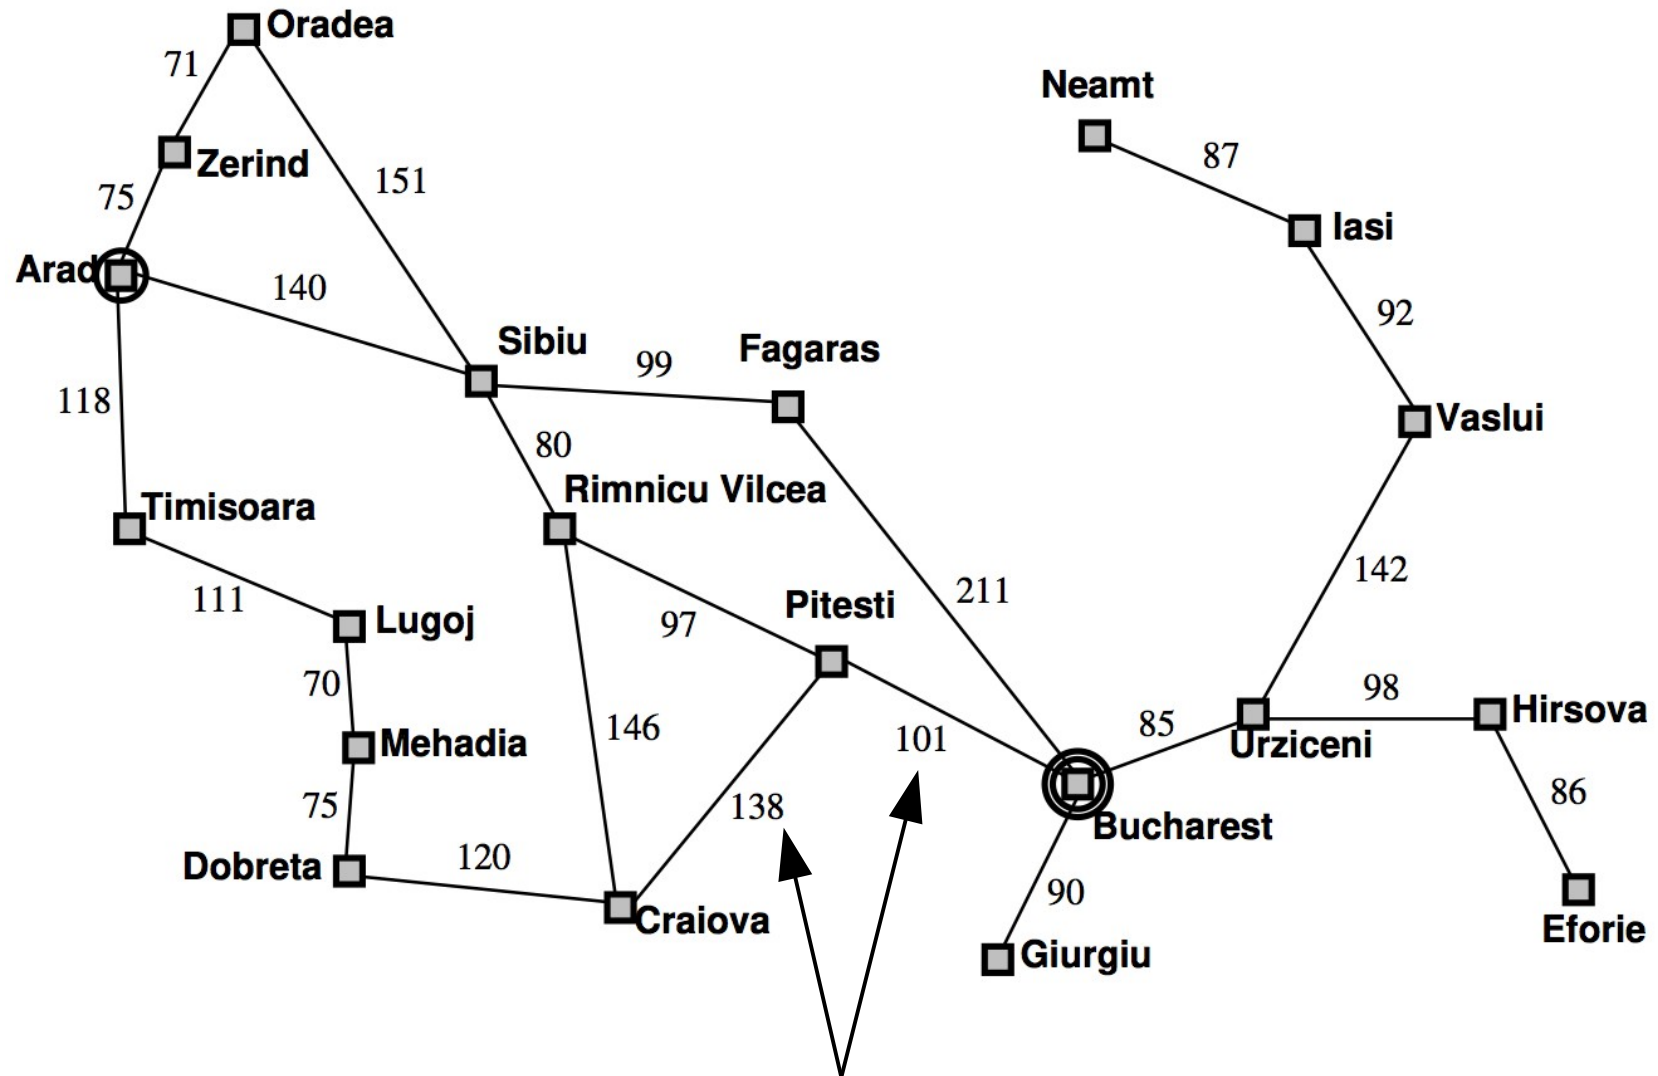 Oradea
71
Neamt
87
Zerind
151
75
Iasi
Arad
140
92
Sibiu
99
Fagaras
118
Vaslui
80
Rimnicu Vilcea
Timisoara
142
211
111
Pitesti
Lugoj
97
70
98
Hirsova
146
85
101
Urziceni
Mehadia
86
75
138
Bucharest
120
Dobreta
90
Craiova
Eforie
Giurgiu